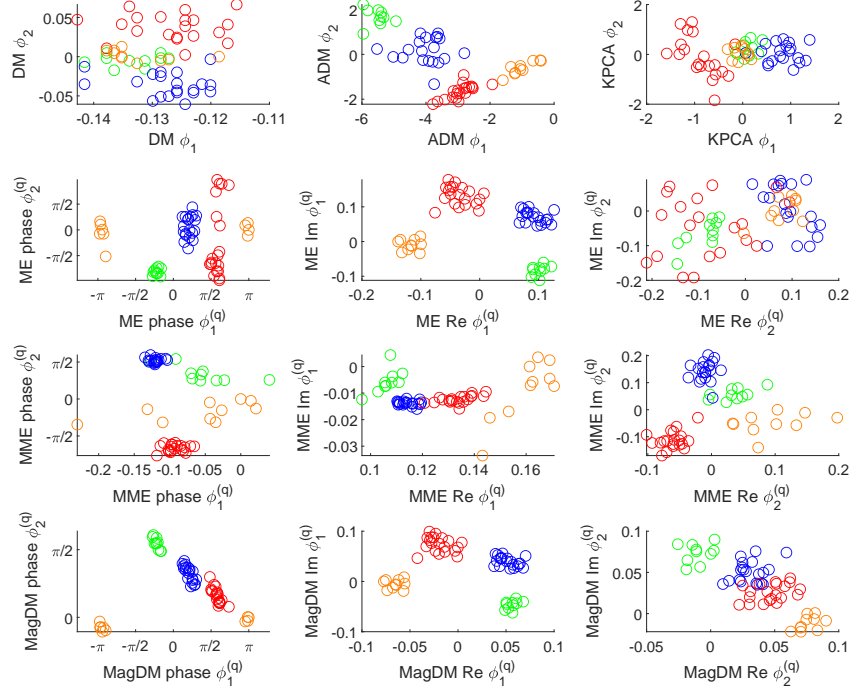 DM ϕ2
0.05
0
-0.05
-0.14 -0.13 -0.12 -0.11
DM ϕ1
ADM ϕ2
2
0
-2
-6 -4 -2 0
ADM ϕ1
KPCA ϕ2
2
0
-2
-2 -1 0 1 2
KPCA ϕ1
ME phase ϕ2(q)
π/2
0
-π/2
-π -π/2 0 π/2 π
ME phase ϕ1(q)
ME Im ϕ1(q)
0.1
0
-0.1
-0.2 -0.1 0 0.1
ME Re ϕ1(q)
ME Im ϕ2(q)
0.1
0
-0.1
-0.2
-0.2 -0.1 0 0.1 0.2
ME Re ϕ2(q)
MME phase ϕ2(q)
π/2
0
-π/2
-0.2 -0.15 -0.1 -0.05 0
MME phase ϕ1(q)
MME Im ϕ1(q)
0
-0.01
-0.02
-0.03
0.1 0.12 0.14 0.16
MME Re ϕ1(q)
MME Im ϕ2(q)
0.2
0.1
0
-0.1
-0.1 0 0.1 0.2
MME Re ϕ2(q)
MagDM phase ϕ2(q)
π/2
0
-π -π/2 0 π/2 π
MagDM phase ϕ1(q)
MagDM Im ϕ1(q)
0.1
0
-0.1
-0.1 -0.05 0 0.05 0.1
MagDM Re ϕ1(q)
MagDM Im ϕ2(q)
0.1
0.05
0
-0.05 0 0.05 0.1
MagDM Re ϕ2(q)